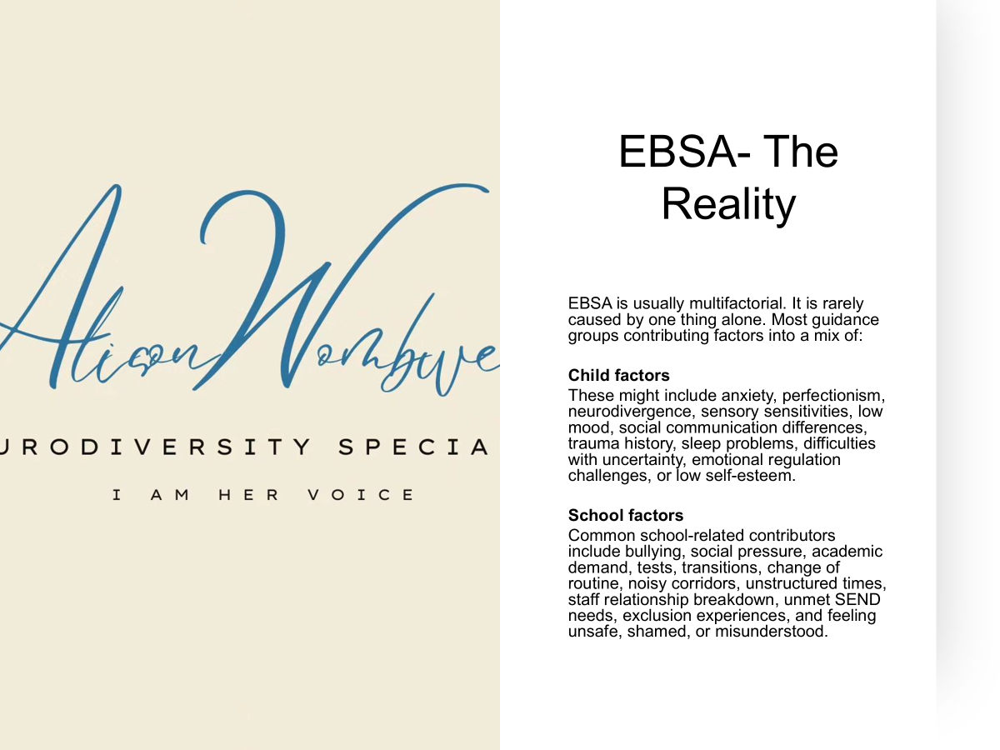 Alison Wombwe
URODIVERSITY SPECIA
I AM HER VOICE
EBSA- The
Reality
EBSA is usually multifactorial. It is rarely
caused by one thing alone. Most guidance
groups contributing factors into a mix of:
Child factors
These might include anxiety, perfectionism,
neurodivergence, sensory sensitivities, low
mood, social communication differences,
trauma history, sleep problems, difficulties
with uncertainty, emotional regulation
challenges, or low self-esteem.
School factors
Common school-related contributors
include bullying, social pressure, academic
demand, tests, transitions, change of
routine, noisy corridors, unstructured times,
staff relationship breakdown, unmet SEND
needs, exclusion experiences, and feeling
unsafe, shamed, or misunderstood.